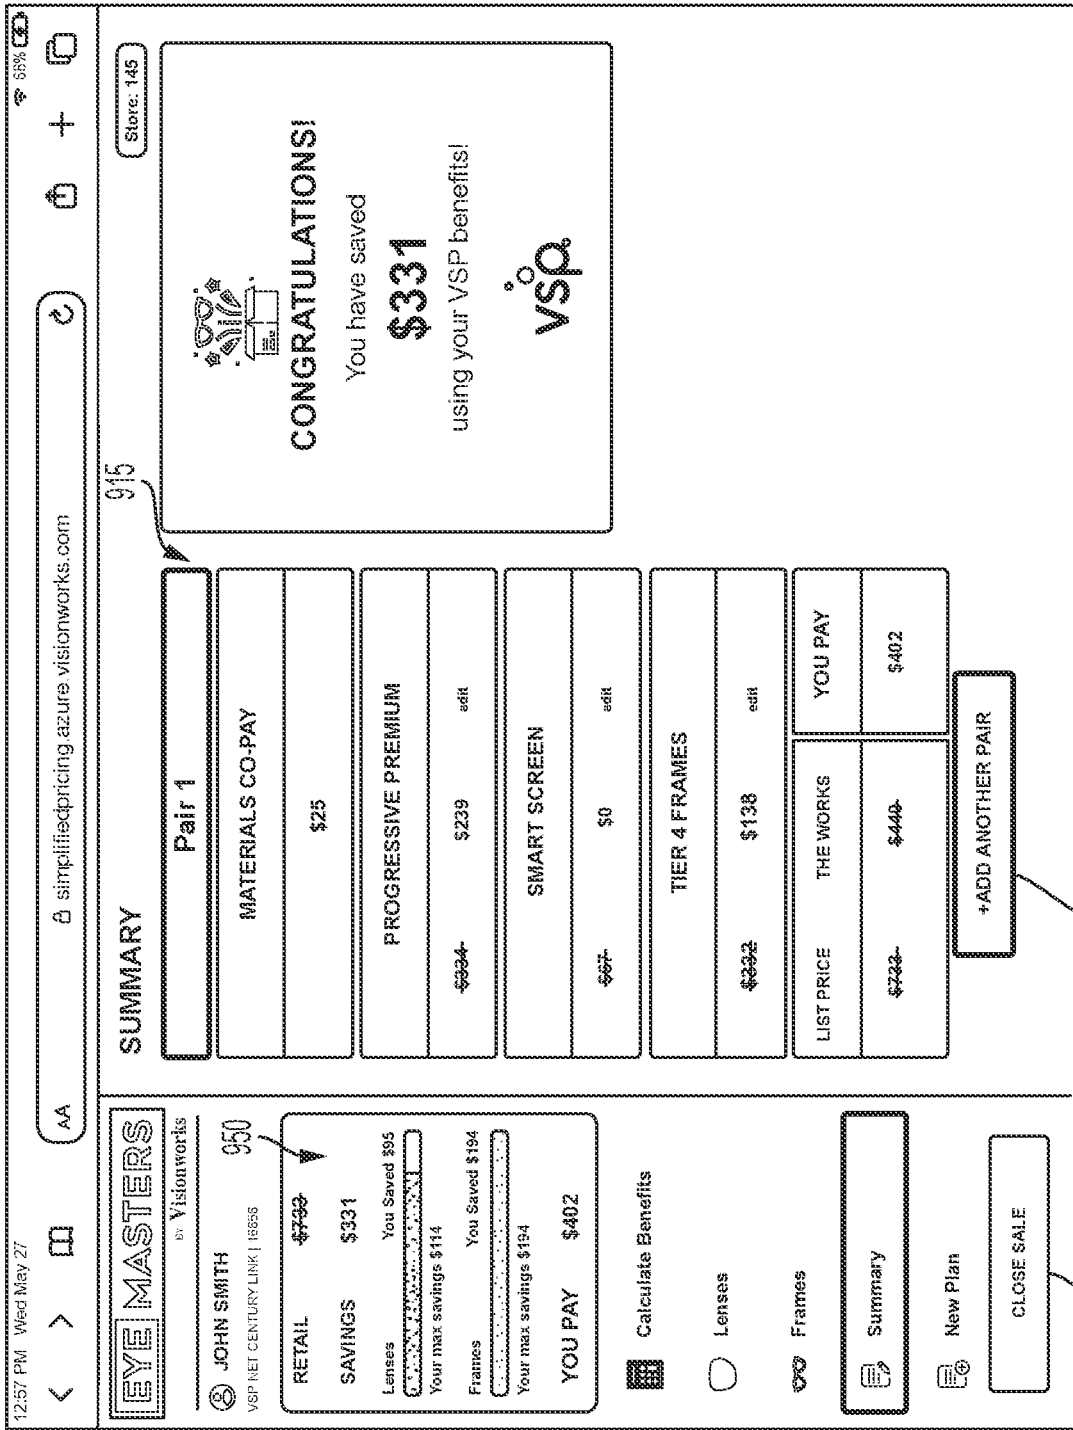 12:57 PM Wed May 27
68%
AA
simplifiedpricing.azure.visionworks.com
EYE MASTERS
BY Visionworks
JOHN SMITH
VSP NET CENTURY LINK | 16856
950
RETAIL $733
SAVINGS $331
Lenses You Saved $95
Your max savings $114
Frames You Saved $194
Your max savings $194
YOU PAY $402
Calculate Benefits
Lenses
Frames
Summary
New Plan
CLOSE SALE
SUMMARY
915
Store: 145
Pair 1
MATERIALS CO-PAY
$25
PROGRESSIVE PREMIUM
$334 $239 edit
SMART SCREEN
$67 $0 edit
TIER 4 FRAMES
$332 $138 edit
LIST PRICE THE WORKS YOU PAY
$733 $440 $402
+ADD ANOTHER PAIR
CONGRATULATIONS!
You have saved
$331
using your VSP benefits!
vsp